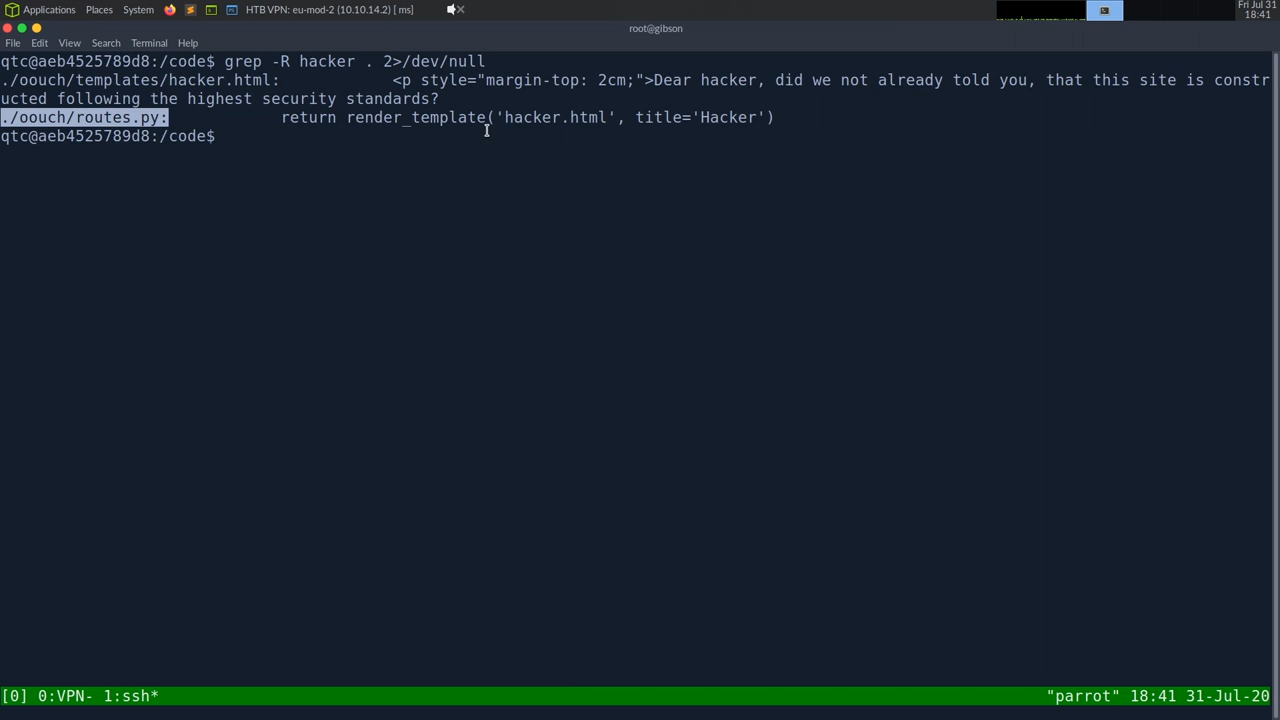 Applications Places System HTB VPN: eu-mod-2 (10.10.14.2) [ ms] Fri Jul 31
18:41
root@gibson
File Edit View Search Terminal Help
qtc@aeb4525789d8:/code$ grep -R hacker . 2>/dev/null
./oouch/templates/hacker.html:            <p style="margin-top: 2cm;">Dear hacker, did we not already told you, that this site is constr
ucted following the highest security standards?
./oouch/routes.py:            return render_template('hacker.html', title='Hacker')
qtc@aeb4525789d8:/code$
[0] 0:VPN- 1:ssh* "parrot" 18:41 31-Jul-20